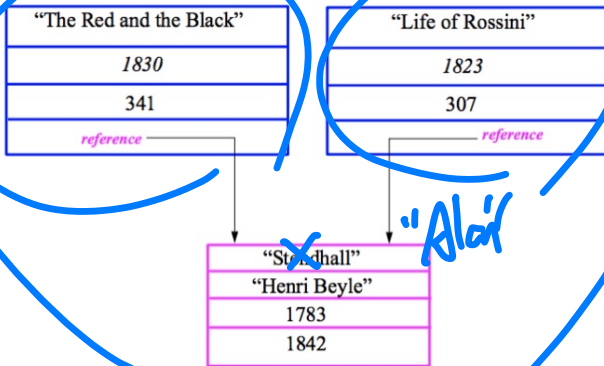 “The Red and the Black”
1830
341
reference
“Life of Rossini”
1823
307
reference
“Stendhall”
“Henri Beyle”
1783
1842